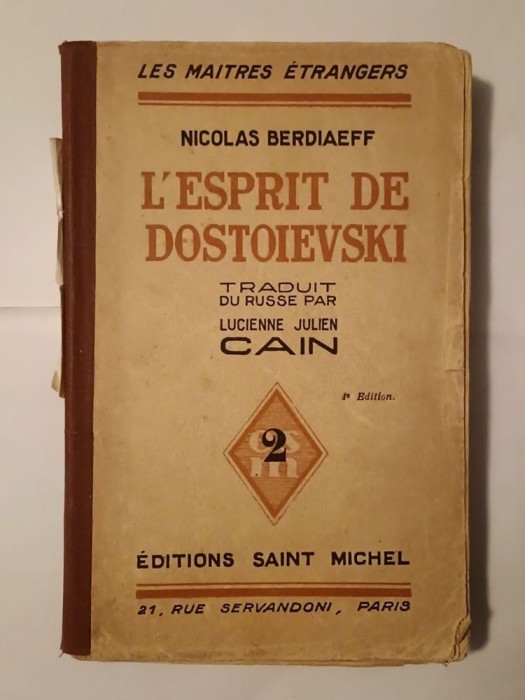 LES MAITRES ÉTRANGERS
NICOLAS BERDIAEFF
L'ESPRIT DE
DOSTOIEVSKI
TRADUIT
DU RUSSE PAR
LUCIENNE JULIEN
CAIN
4e Edition.
esm
2
ÉDITIONS SAINT MICHEL
21, RUE SERVANDONI, PARIS